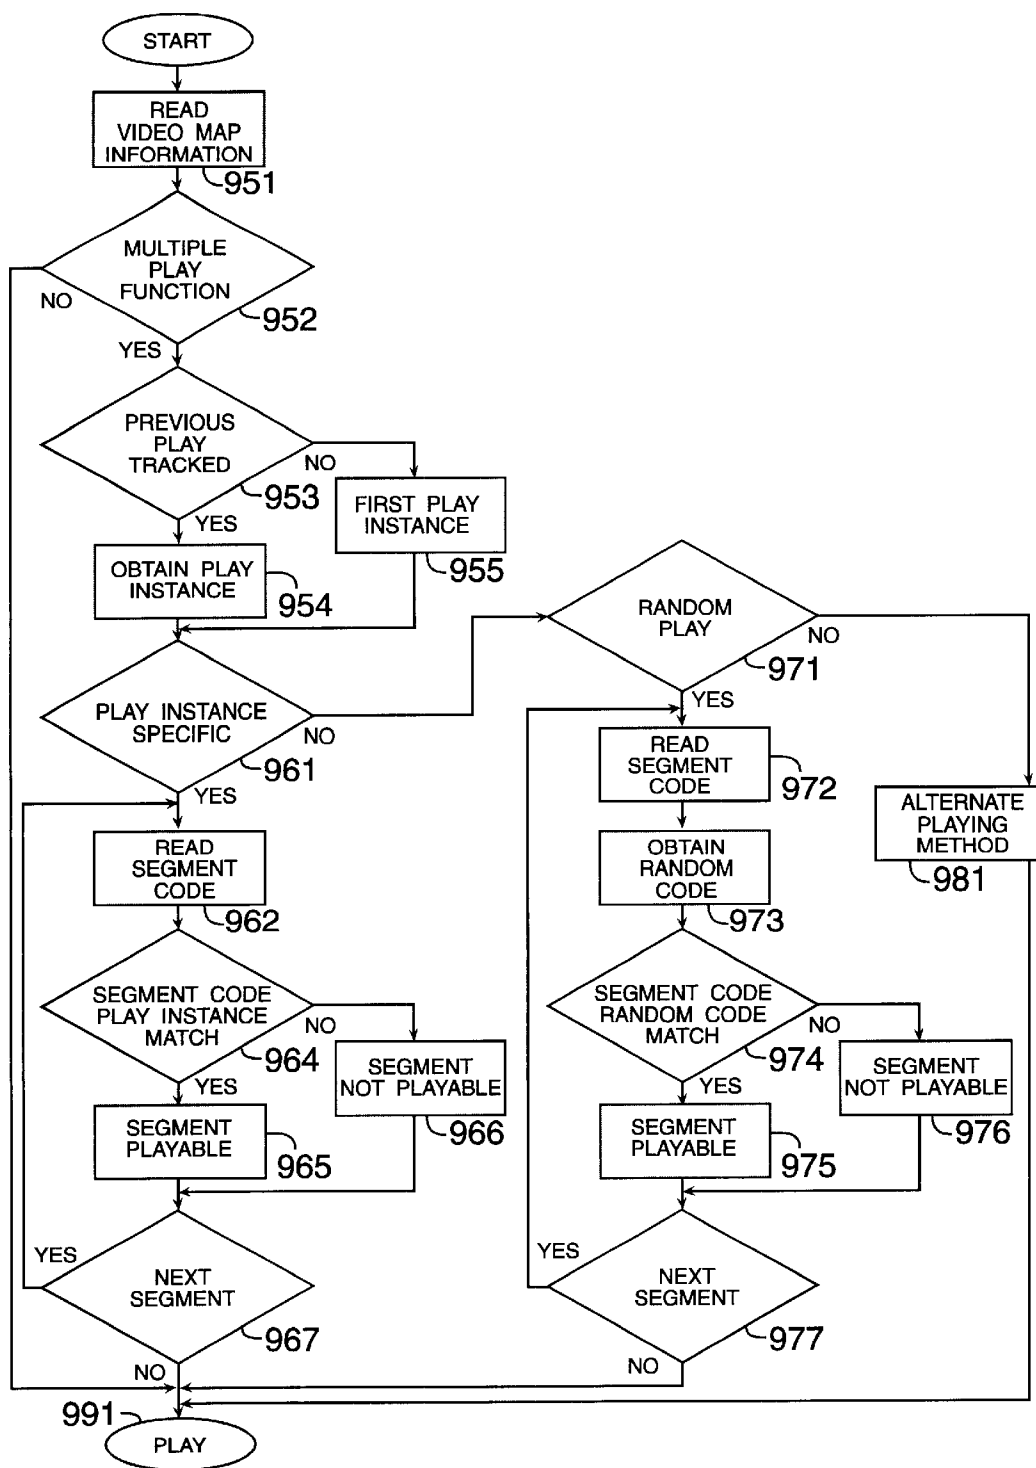 START
READ
VIDEO MAP
INFORMATION
951
MULTIPLE
PLAY
FUNCTION
NO
952
YES
PREVIOUS
PLAY
TRACKED
NO
953
YES
FIRST PLAY
INSTANCE
955
OBTAIN PLAY
INSTANCE
954
PLAY INSTANCE
SPECIFIC
NO
961
YES
READ
SEGMENT
CODE
962
SEGMENT CODE
PLAY INSTANCE
MATCH
NO
964
YES
SEGMENT
NOT PLAYABLE
966
SEGMENT
PLAYABLE
965
YES
NEXT
SEGMENT
967
NO
RANDOM
PLAY
NO
971
YES
READ
SEGMENT
CODE
972
OBTAIN
RANDOM
CODE
973
SEGMENT CODE
RANDOM CODE
MATCH
NO
974
YES
SEGMENT
NOT PLAYABLE
976
SEGMENT
PLAYABLE
975
YES
NEXT
SEGMENT
977
NO
ALTERNATE
PLAYING
METHOD
981
991
PLAY